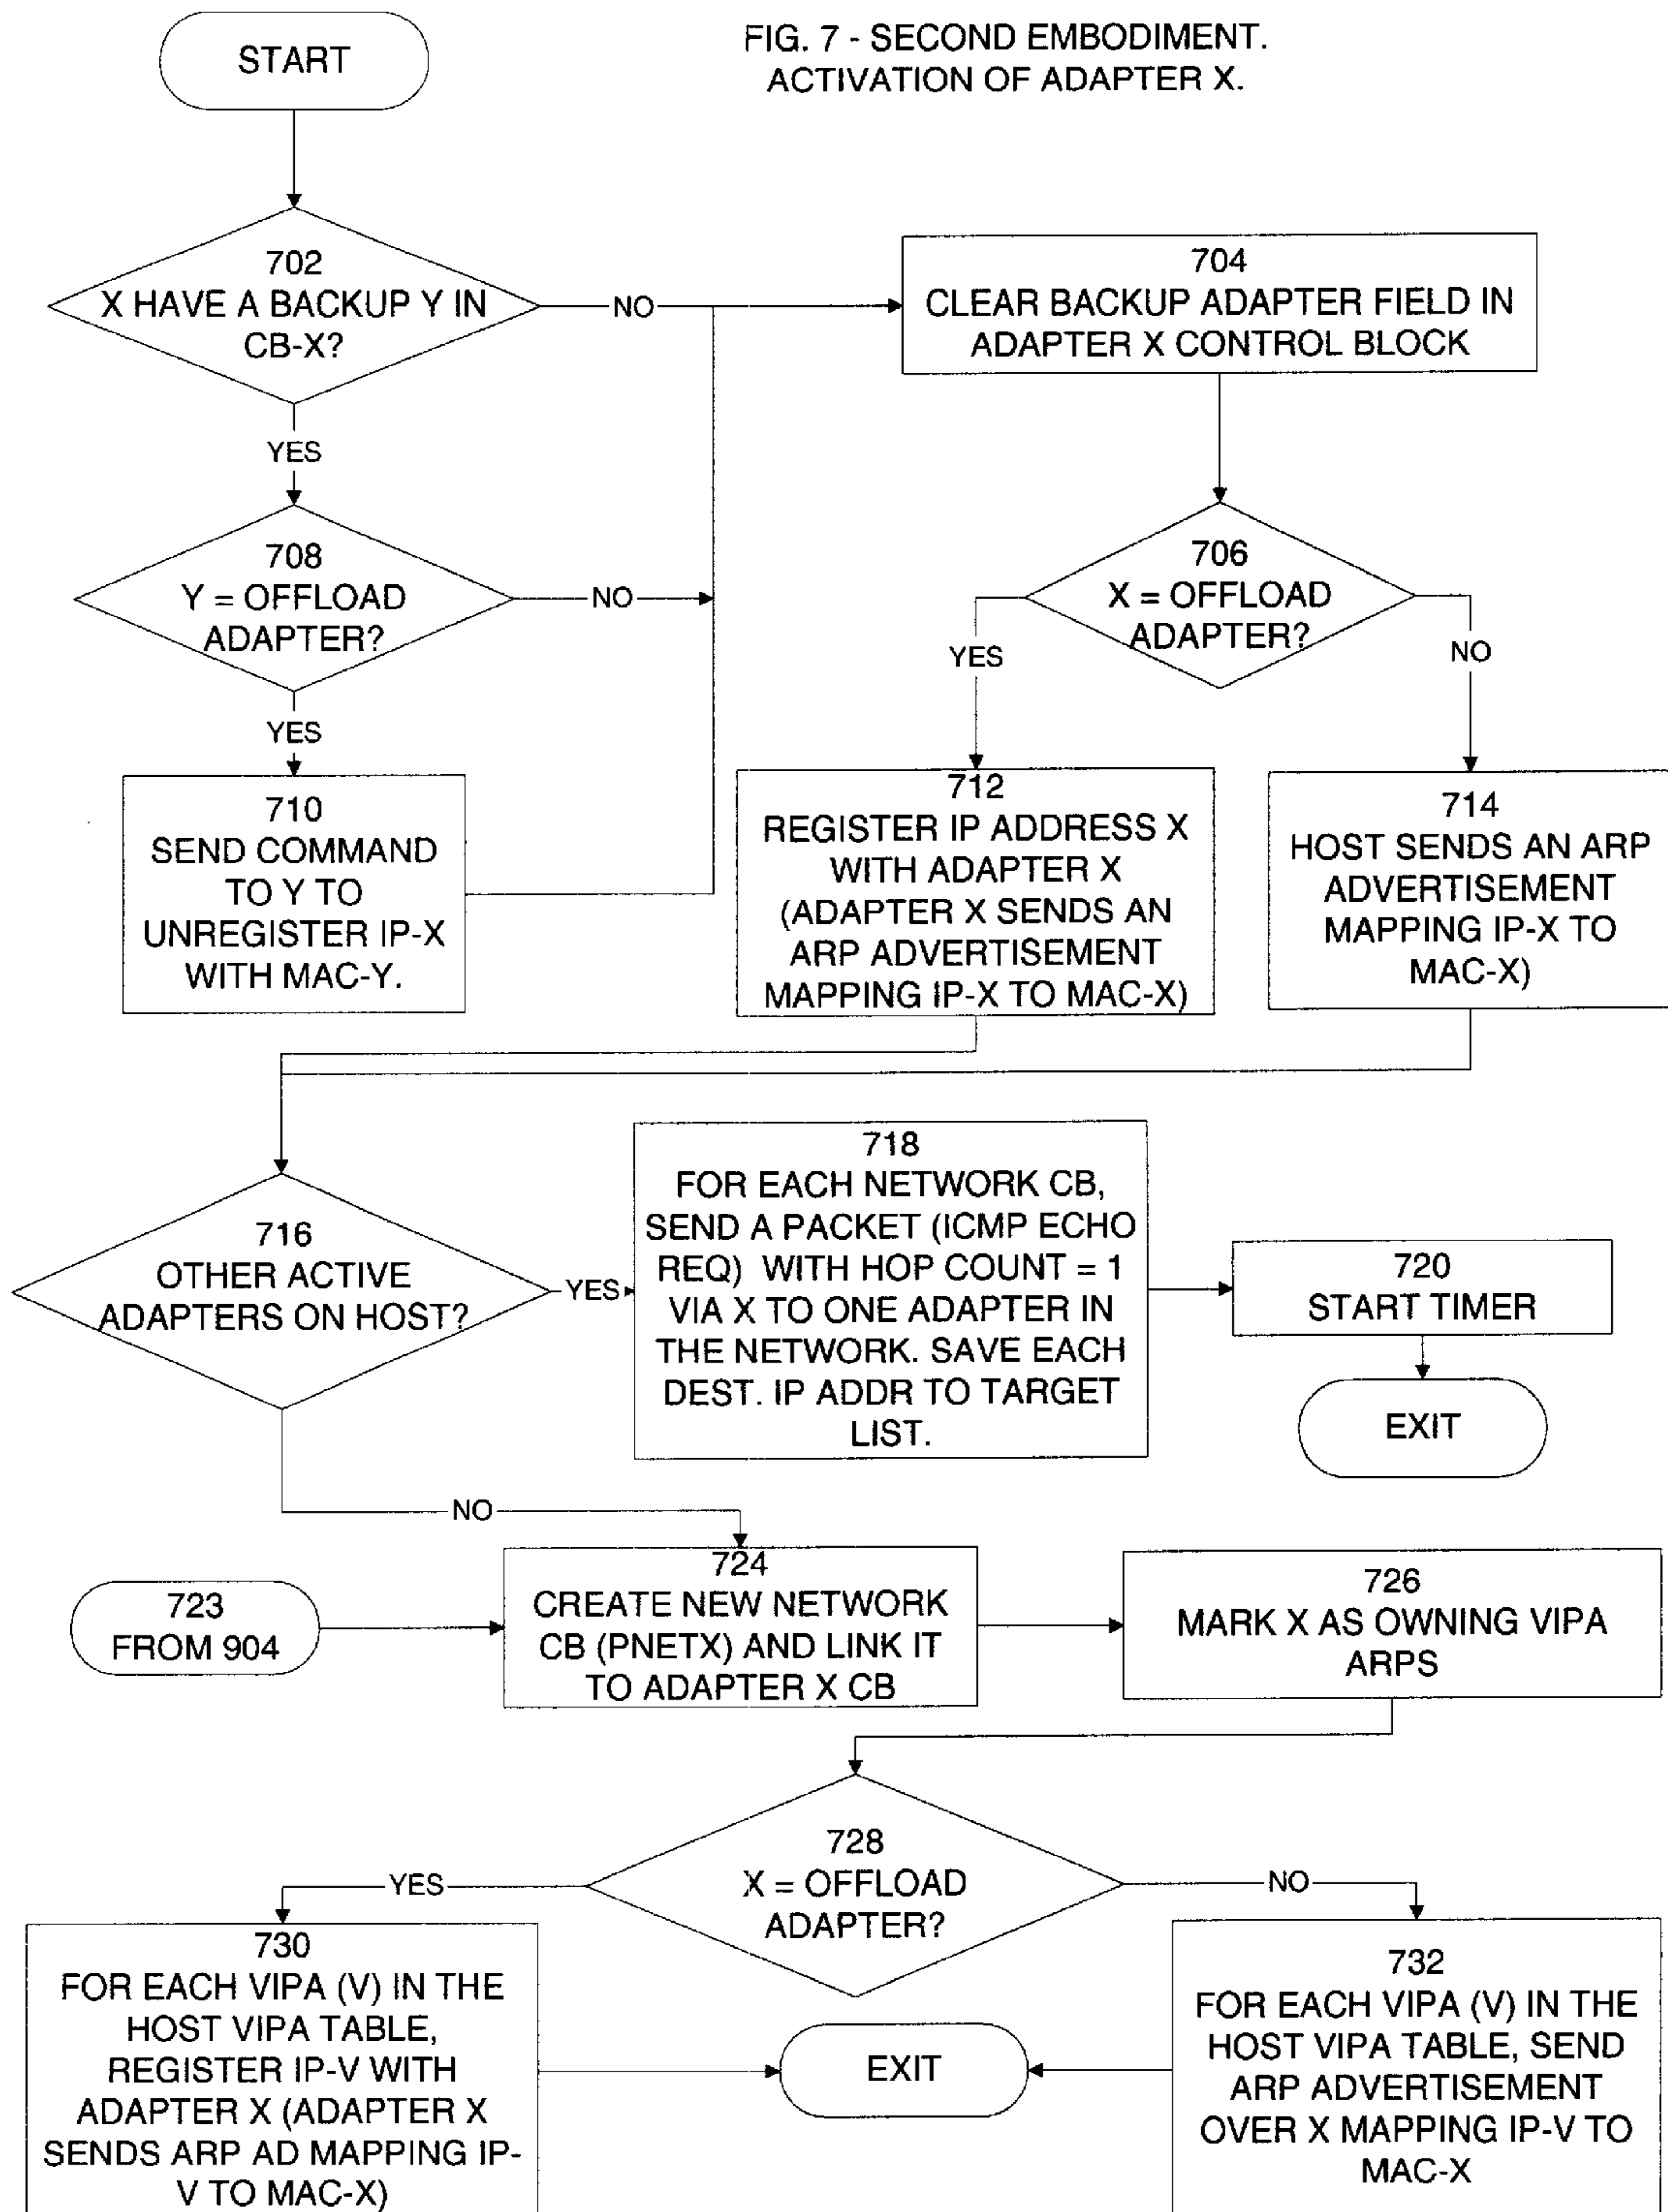 FIG. 7 - SECOND EMBODIMENT.
ACTIVATION OF ADAPTER X.
START
702
X HAVE A BACKUP Y IN
CB-X?
NO
YES
704
CLEAR BACKUP ADAPTER FIELD IN
ADAPTER X CONTROL BLOCK
708
Y = OFFLOAD
ADAPTER?
NO
YES
706
X = OFFLOAD
ADAPTER?
YES
NO
710
SEND COMMAND
TO Y TO
UNREGISTER IP-X
WITH MAC-Y.
712
REGISTER IP ADDRESS X
WITH ADAPTER X
(ADAPTER X SENDS AN
ARP ADVERTISEMENT
MAPPING IP-X TO MAC-X)
714
HOST SENDS AN ARP
ADVERTISEMENT
MAPPING IP-X TO
MAC-X)
716
OTHER ACTIVE
ADAPTERS ON HOST?
YES
NO
718
FOR EACH NETWORK CB,
SEND A PACKET (ICMP ECHO
REQ) WITH HOP COUNT = 1
VIA X TO ONE ADAPTER IN
THE NETWORK. SAVE EACH
DEST. IP ADDR TO TARGET
LIST.
720
START TIMER
EXIT
723
FROM 904
724
CREATE NEW NETWORK
CB (PNETX) AND LINK IT
TO ADAPTER X CB
726
MARK X AS OWNING VIPA
ARPS
728
X = OFFLOAD
ADAPTER?
YES
NO
730
FOR EACH VIPA (V) IN THE
HOST VIPA TABLE,
REGISTER IP-V WITH
ADAPTER X (ADAPTER X
SENDS ARP AD MAPPING IP-
V TO MAC-X)
EXIT
732
FOR EACH VIPA (V) IN THE
HOST VIPA TABLE, SEND
ARP ADVERTISEMENT
OVER X MAPPING IP-V TO
MAC-X